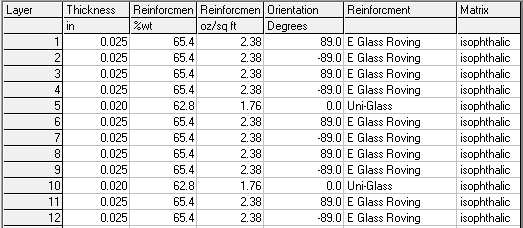 Layer Thickness Reinforcmen Reinforcmen Orientation Reinforcment Matrix
in %wt oz/sq ft Degrees
1 0.025 65.4 2.38 89.0 E Glass Roving isophthalic
2 0.025 65.4 2.38 -89.0 E Glass Roving isophthalic
3 0.025 65.4 2.38 89.0 E Glass Roving isophthalic
4 0.025 65.4 2.38 -89.0 E Glass Roving isophthalic
5 0.020 62.8 1.76 0.0 Uni-Glass isophthalic
6 0.025 65.4 2.38 89.0 E Glass Roving isophthalic
7 0.025 65.4 2.38 -89.0 E Glass Roving isophthalic
8 0.025 65.4 2.38 89.0 E Glass Roving isophthalic
9 0.025 65.4 2.38 -89.0 E Glass Roving isophthalic
10 0.020 62.8 1.76 0.0 Uni-Glass isophthalic
11 0.025 65.4 2.38 89.0 E Glass Roving isophthalic
12 0.025 65.4 2.38 -89.0 E Glass Roving isophthalic